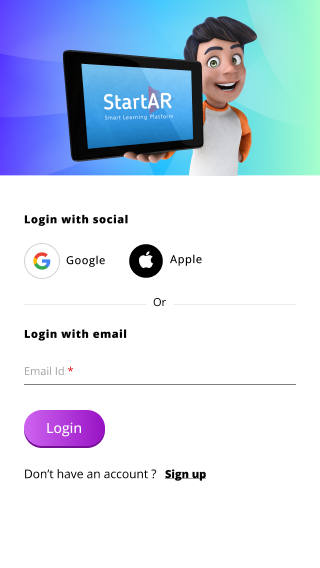 StartAR
Smart Learning Platform
Login with social
Google
Apple
Or
Login with email
Email Id *
Login
Don't have an account ? Sign up